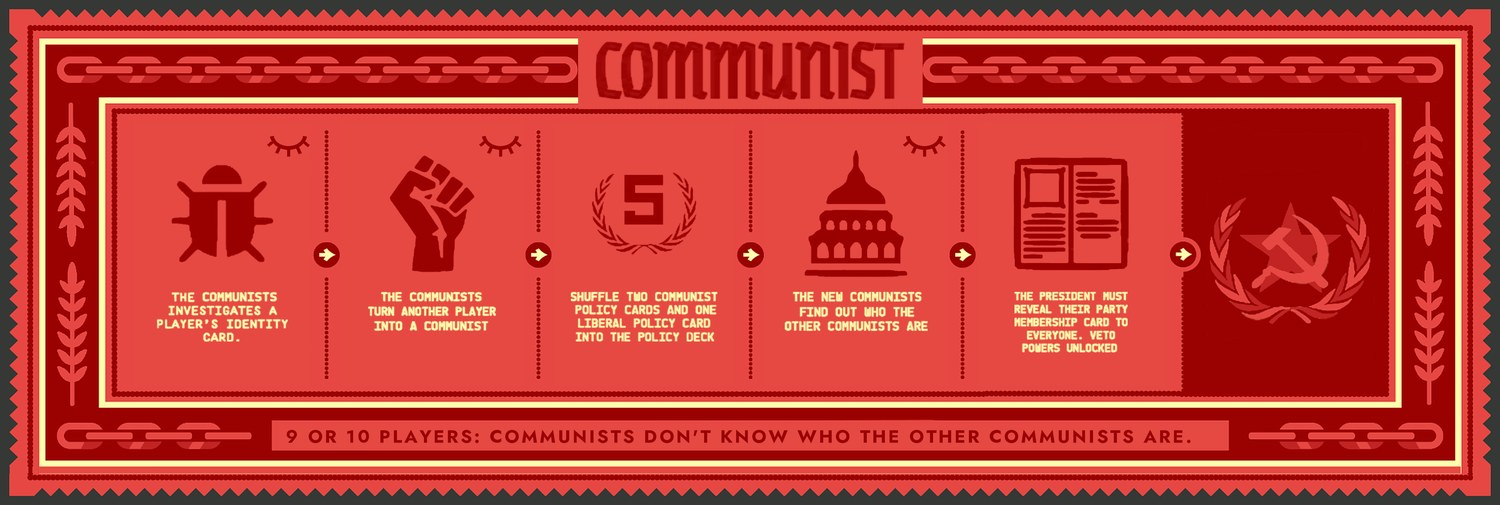 COMMUNIST
THE COMMUNISTS
INVESTIGATES A
PLAYER'S IDENTITY
CARD.
THE COMMUNISTS
TURN ANOTHER PLAYER
INTO A COMMUNIST
5
SHUFFLE TWO COMMUNIST
POLICY CARDS AND ONE
LIBERAL POLICY CARD
INTO THE POLICY DECK
THE NEW COMMUNISTS
FIND OUT WHO THE
OTHER COMMUNISTS ARE
THE PRESIDENT MUST
REVEAL THEIR PARTY
MEMBERSHIP CARD TO
EVERYONE. VETO
POWERS UNLOCKED
9 OR 10 PLAYERS: COMMUNISTS DON'T KNOW WHO THE OTHER COMMUNISTS ARE.